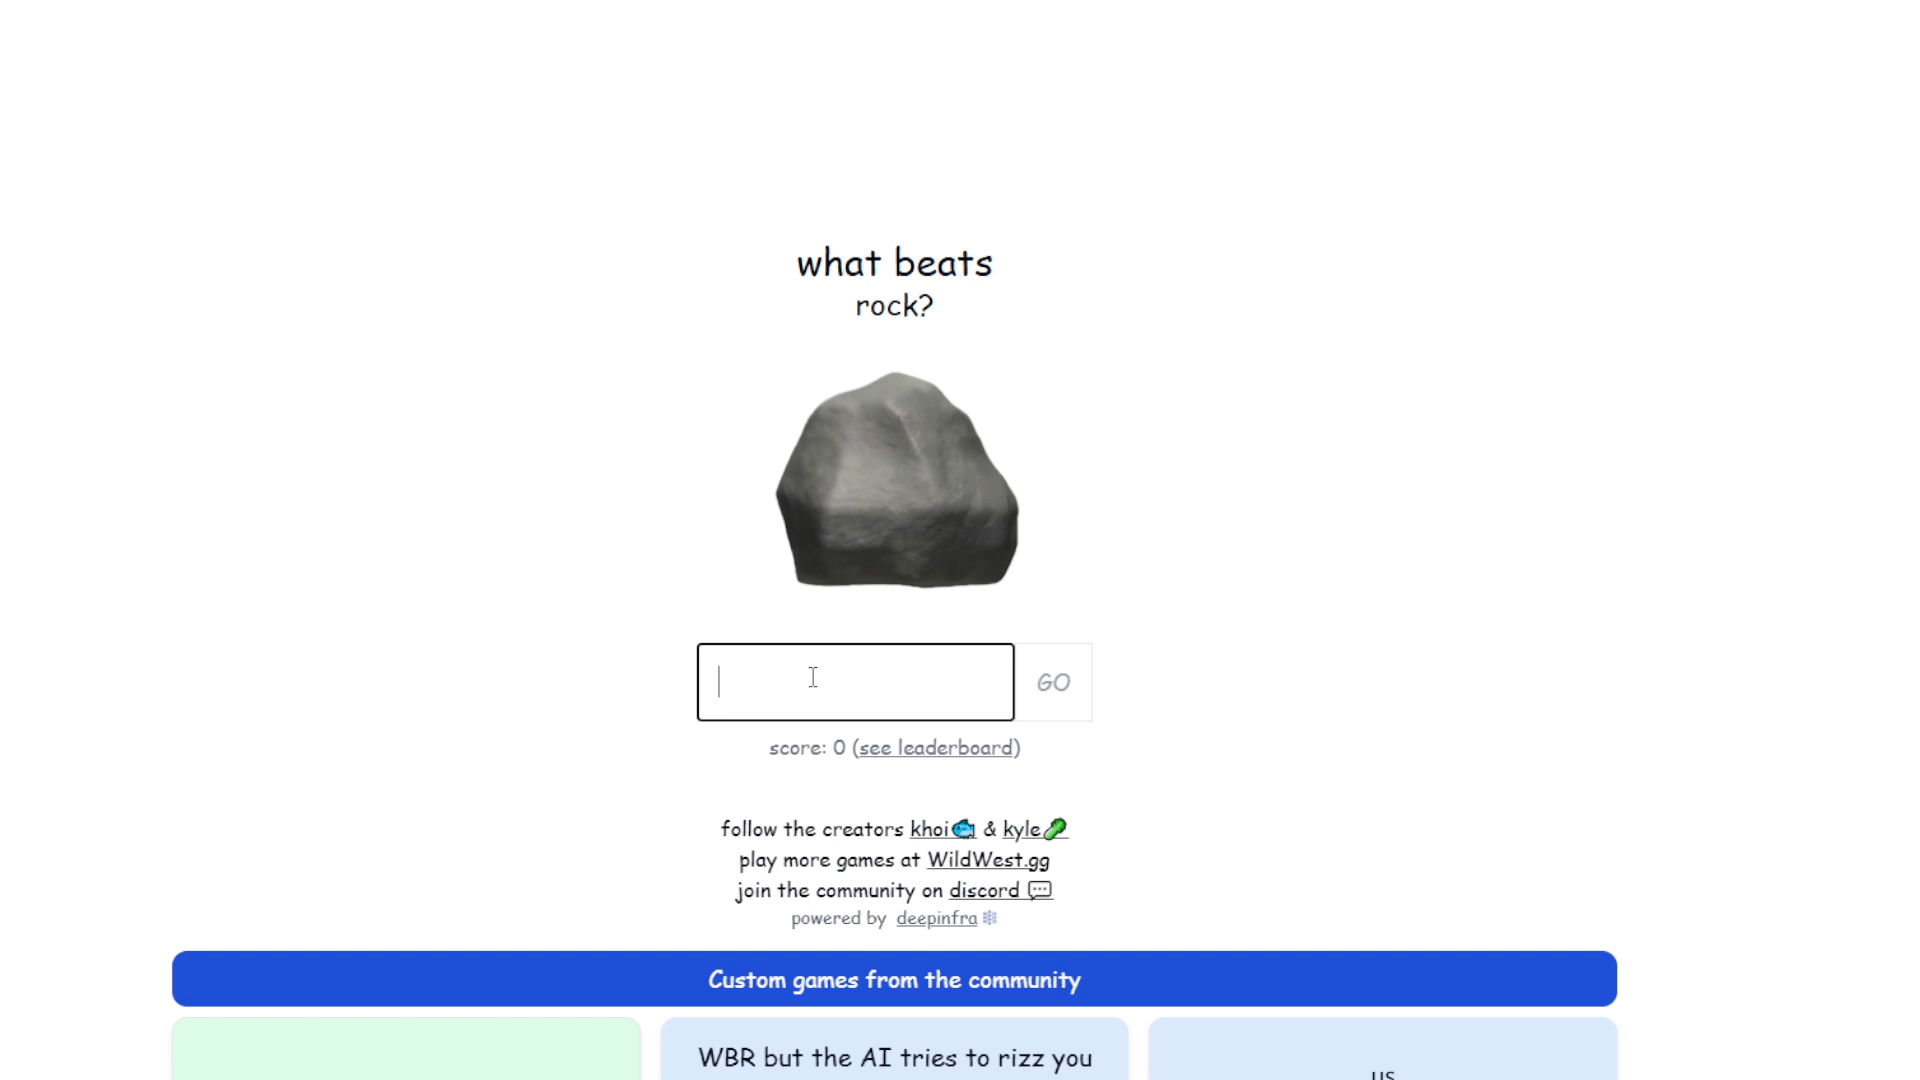 what beats
rock?
GO
score: 0 (see leaderboard)
follow the creators khoi🐟 & kyle🥒
play more games at WildWest.gg
join the community on discord 💬
powered by deepinfra
Custom games from the community
WBR but the AI tries to rizz you
us